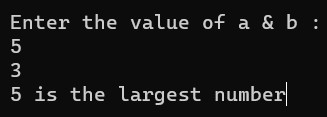 Enter the value of a & b :
5
3
5 is the largest number